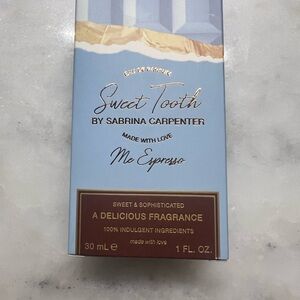 Sweet Tooth
BY SABRINA CARPENTER
MADE WITH LOVE
Me Espresso
SWEET & SOPHISTICATED
A DELICIOUS FRAGRANCE
100% INDULGENT INGREDIENTS
made with love
30 mL ℮ 1 FL. OZ.